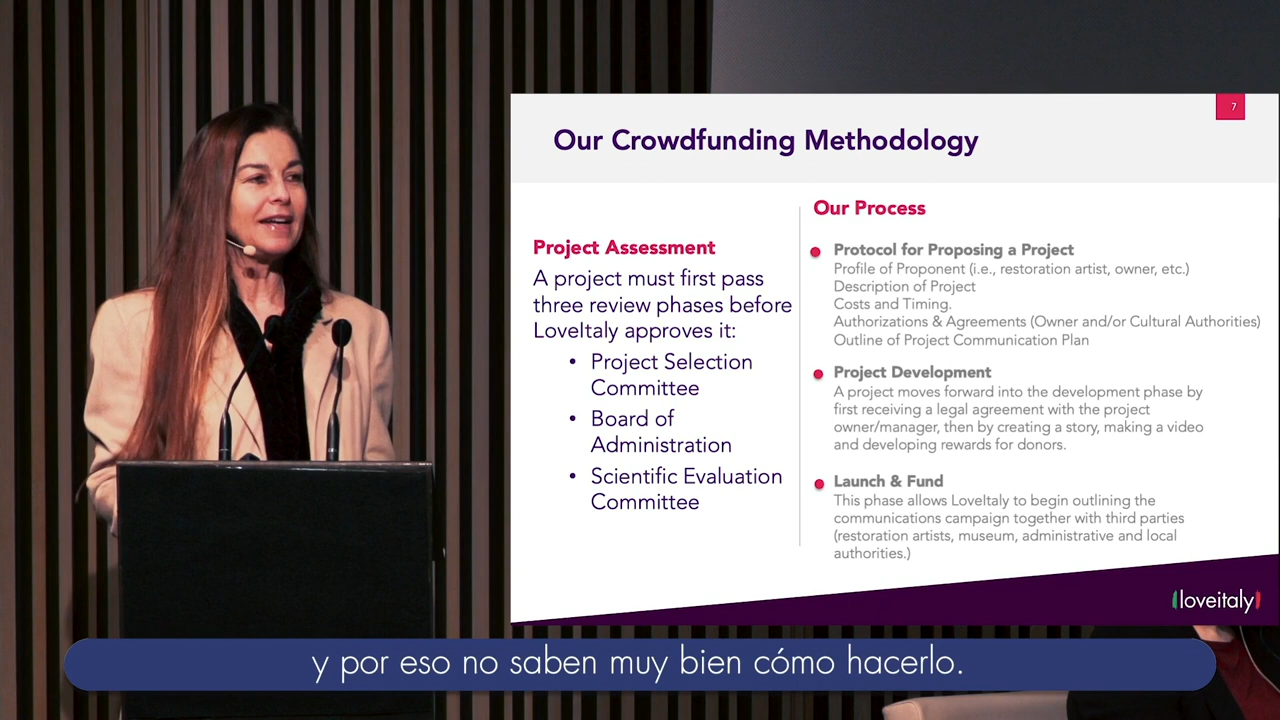 7
Our Crowdfunding Methodology
Project Assessment
A project must first pass
three review phases before
LoveItaly approves it:
• Project Selection
Committee
• Board of
Administration
• Scientific Evaluation
Committee
Our Process
Protocol for Proposing a Project
Profile of Proponent (i.e., restoration artist, owner, etc.)
Description of Project
Costs and Timing.
Authorizations & Agreements (Owner and/or Cultural Authorities)
Outline of Project Communication Plan
Project Development
A project moves forward into the development phase by
first receiving a legal agreement with the project
owner/manager, then by creating a story, making a video
and developing rewards for donors.
Launch & Fund
This phase allows LoveItaly to begin outlining the
communications campaign together with third parties
(restoration artists, museum, administrative and local
authorities.)
loveitaly
y por eso no saben muy bien cómo hacerlo.